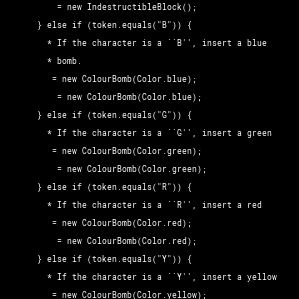 = new IndestructibleBlock();
} else if (token.equals("B")) {
* If the character is a ``B'', insert a blue
* bomb.
= new ColourBomb(Color.blue);
= new ColourBomb(Color.blue);
} else if (token.equals("G")) {
* If the character is a ``G'', insert a green
= new ColourBomb(Color.green);
= new ColourBomb(Color.green);
} else if (token.equals("R")) {
* If the character is a ``R'', insert a red
= new ColourBomb(Color.red);
= new ColourBomb(Color.red);
} else if (token.equals("Y")) {
* If the character is a ``Y'', insert a yellow
= new ColourBomb(Color.yellow);